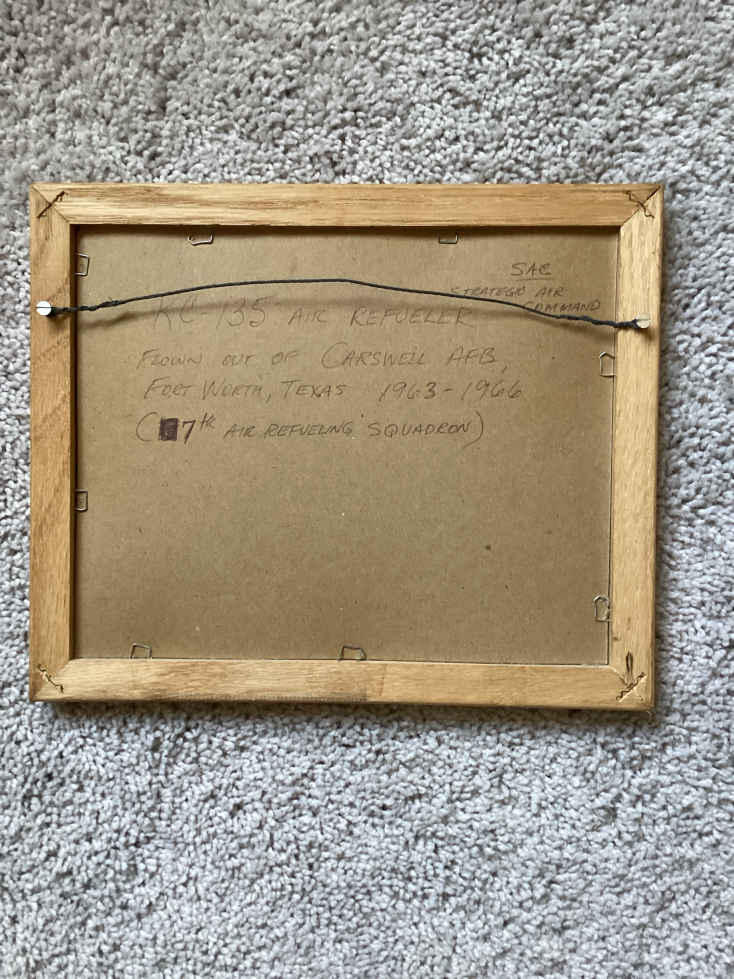 SAC
STRATEGIC AIR
COMMAND
KC-135 AIR REFUELER
FLOWN OUT OF CARSWELL AFB,
FORT WORTH, TEXAS 1963-1966
(7TH AIR REFUELING SQUADRON)